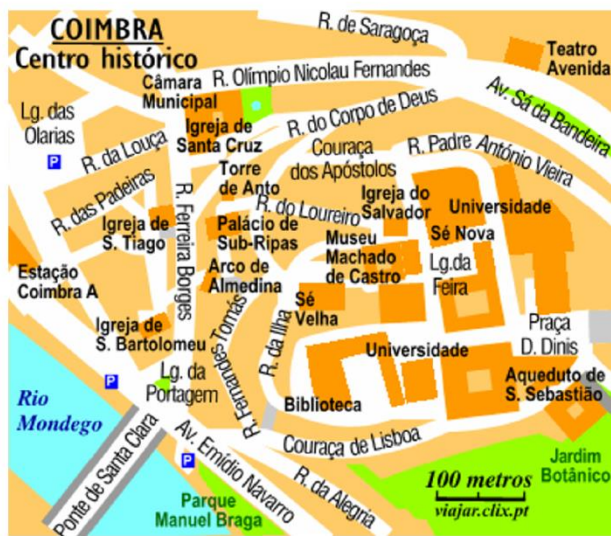 COIMBRA
Centro histórico
R. de Saragoça
Teatro
Avenida
Câmara
Municipal
R. Olímpio Nicolau Fernandes
Av. Sá da Bandeira
Lg. das
Olarias
P
R. da Louça
Igreja de
Santa Cruz
R. do Corpo de Deus
Couraça
dos Apóstolos
R. Padre António Vieira
R. das Padeiras
Torre
de Anto
R. do Loureiro
Igreja do
Salvador
Universidade
Igreja de
S. Tiago
R. Ferreira Borges
Palácio de
Sub-Ripas
Museu
Machado
de Castro
Sé Nova
Lg.da
Feira
Estação
Coimbra A
Arco de
Almedina
Sé
Velha
Igreja de
S. Bartolomeu
R. Fernandes Tomás
R. da Ilha
Universidade
Praça
D. Dinis
P
Lg. da
Portagem
Biblioteca
Aqueduto de
S. Sebastião
Rio
Mondego
Ponte de Santa Clara
P
Av. Emídio Navarro
Couraça de Lisboa
R. da Alegria
Jardim
Botânico
Parque
Manuel Braga
100 metros
viajar.clix.pt